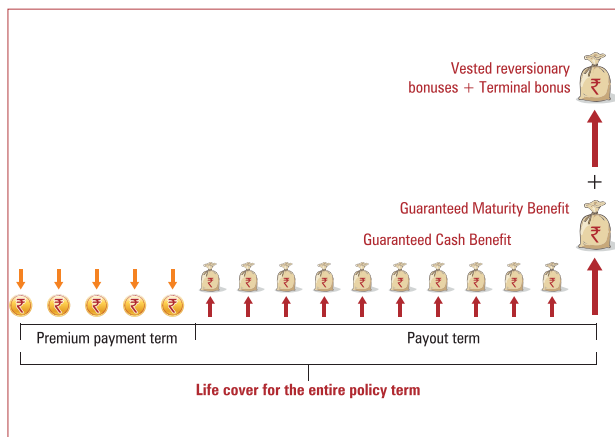 Vested reversionary
bonuses + Terminal bonus
₹
+
Guaranteed Maturity Benefit
₹
Guaranteed Cash Benefit
₹ ₹ ₹ ₹ ₹ ₹ ₹ ₹ ₹ ₹
₹ ₹ ₹ ₹ ₹
Premium payment term
Payout term
Life cover for the entire policy term